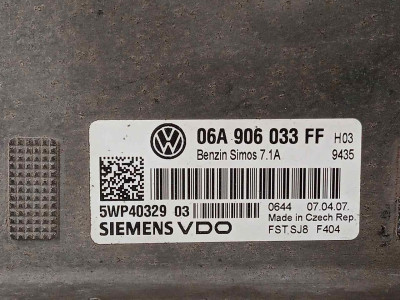 06A 906 033 FF H03
Benzin Simos 7.1A 9435
5WP40329 03 0644 07.04.07.
Made in Czech Rep.
SIEMENS VDO FST SJ8 F404